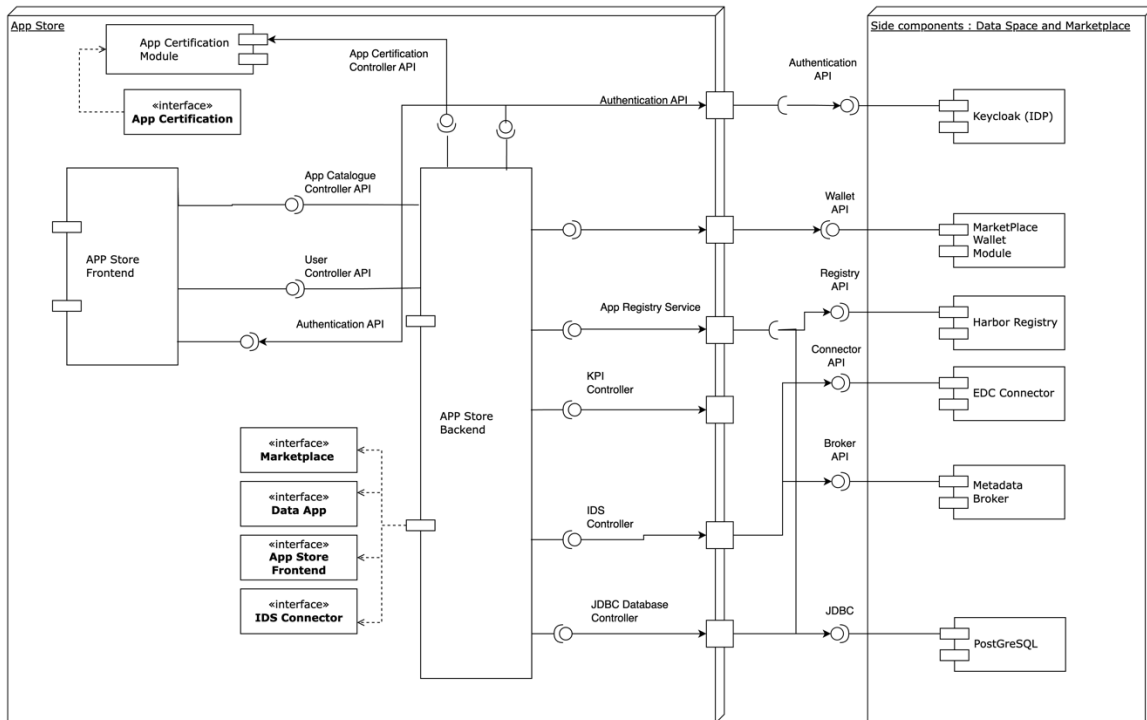 App Store
Side components : Data Space and Marketplace
App Certification
Module
App Certification
Controller API
«interface»
App Certification
Authentication API
Authentication
API
Keycloak (IDP)
App Catalogue
Controller API
APP Store
Frontend
User
Controller API
Authentication API
Wallet
API
MarketPlace
Wallet
Module
Registry
API
App Registry Service
Harbor Registry
Connector
API
EDC Connector
KPI
Controller
APP Store
Backend
«interface»
Marketplace
«interface»
Data App
«interface»
App Store
Frontend
«interface»
IDS Connector
Broker
API
Metadata
Broker
IDS
Controller
JDBC Database
Controller
JDBC
PostGreSQL